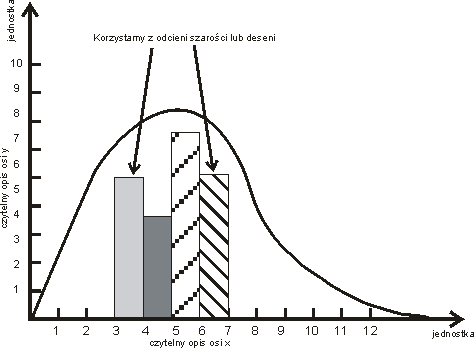 jednostka
Korzystamy z odcieni szarości lub deseni
10
9
8
7
6
5
4
3
2
1
czytelny opis osi y
1 2 3 4 5 6 7 8 9 10 11 12
jednostka
czytelny opis osi x